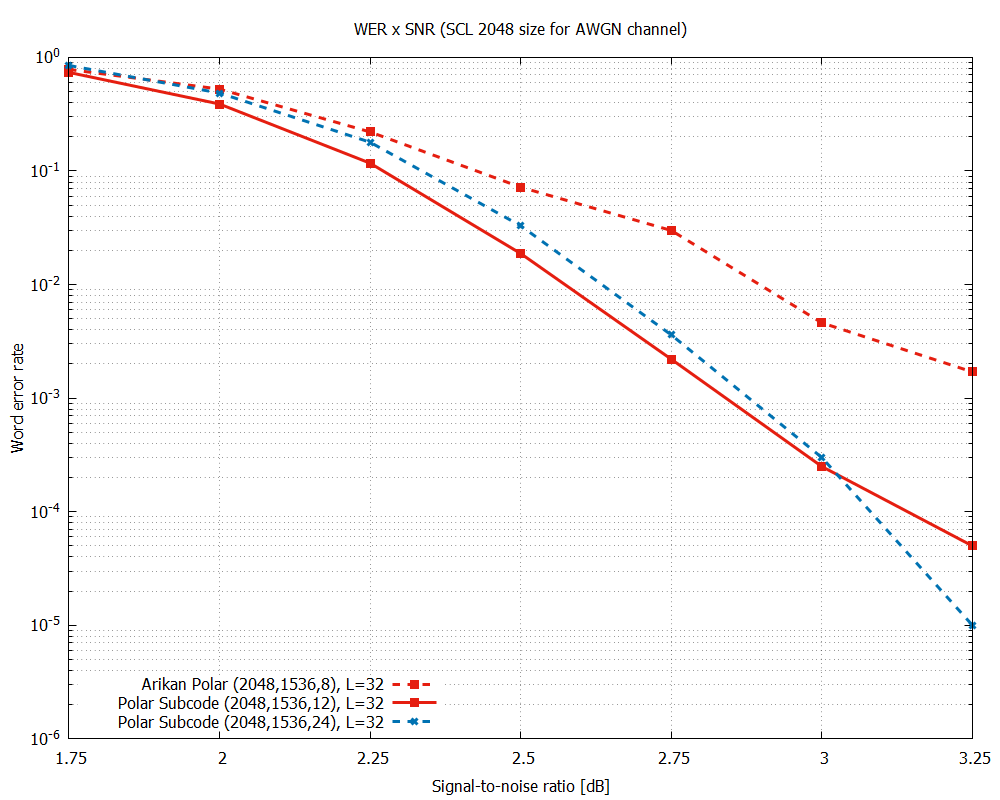 WER x SNR (SCL 2048 size for AWGN channel)
10^0
10^-1
10^-2
10^-3
10^-4
10^-5
10^-6
Word error rate
Arikan Polar (2048,1536,8), L=32
Polar Subcode (2048,1536,12), L=32
Polar Subcode (2048,1536,24), L=32
1.75 2 2.25 2.5 2.75 3 3.25
Signal-to-noise ratio [dB]